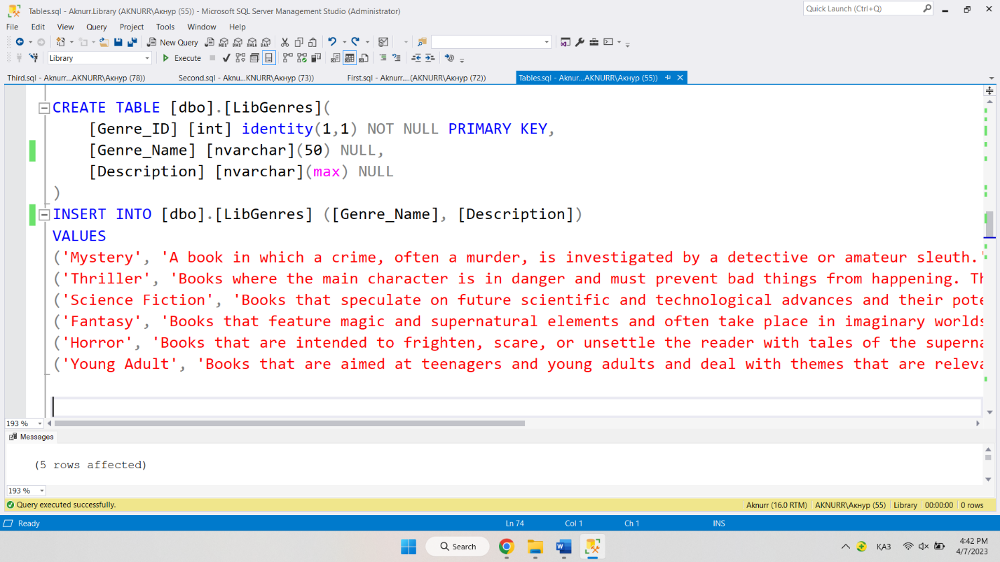 Tables.sql - Aknurr.Library (AKNURR\Акнур (55)) - Microsoft SQL Server Management Studio (Administrator)
Quick Launch (Ctrl+Q)
File Edit View Query Project Tools Window Help
New Query MDX DMX XMLA DAX
Library Execute
Third.sql - Aknurr...AKNURR\Акнур (78)) Second.sql - Aknu...KNURR\Акнур (73)) First.sql - Aknurr....(AKNURR\Акнур (72)) Tables.sql - Aknur...AKNURR\Акнур (55))
CREATE TABLE [dbo].[LibGenres](
[Genre_ID] [int] identity(1,1) NOT NULL PRIMARY KEY,
[Genre_Name] [nvarchar](50) NULL,
[Description] [nvarchar](max) NULL
)
INSERT INTO [dbo].[LibGenres] ([Genre_Name], [Description])
VALUES
('Mystery', 'A book in which a crime, often a murder, is investigated by a detective or amateur sleuth.'
('Thriller', 'Books where the main character is in danger and must prevent bad things from happening. Th
('Science Fiction', 'Books that speculate on future scientific and technological advances and their pote
('Fantasy', 'Books that feature magic and supernatural elements and often take place in imaginary worlds
('Horror', 'Books that are intended to frighten, scare, or unsettle the reader with tales of the superna
('Young Adult', 'Books that are aimed at teenagers and young adults and deal with themes that are releva
193 %
Messages
(5 rows affected)
193 %
Query executed successfully. Aknurr (16.0 RTM) AKNURR\Акнур (55) Library 00:00:00 0 rows
Ready Ln 74 Col 1 Ch 1 INS
Search ҚАЗ 4:42 PM
4/7/2023